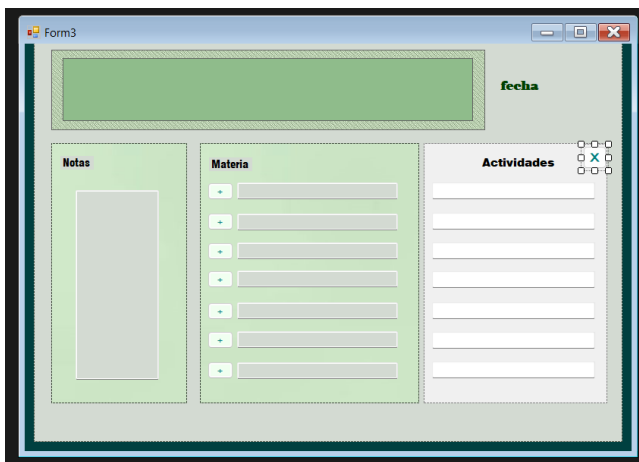 Form3
fecha
Notas
Materia
Actividades
X
+
+
+
+
+
+
+